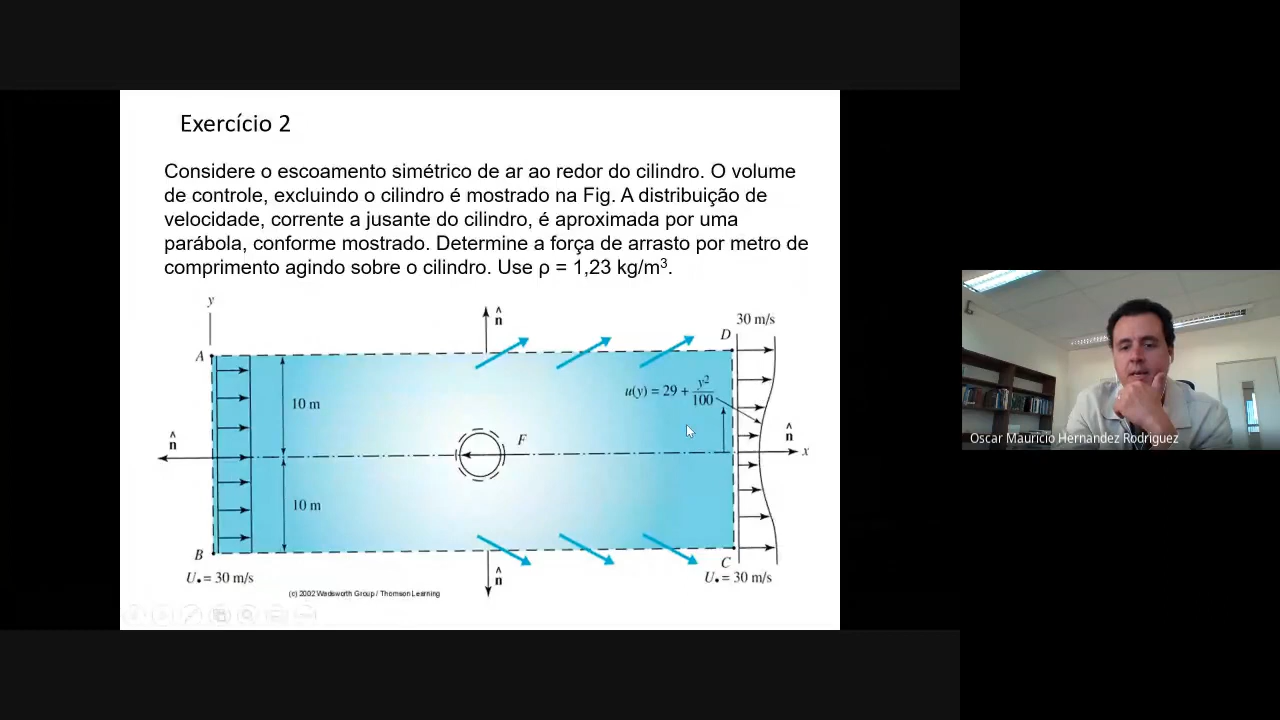 Exercício 2
Considere o escoamento simétrico de ar ao redor do cilindro. O volume
de controle, excluindo o cilindro é mostrado na Fig. A distribuição de
velocidade, corrente a jusante do cilindro, é aproximada por uma
parábola, conforme mostrado. Determine a força de arrasto por metro de
comprimento agindo sobre o cilindro. Use ρ = 1,23 kg/m³.
y
n̂
30 m/s
D
A
u(y) = 29 + y²/100
10 m
n̂
F
n̂
x
10 m
B
C
n̂
U• = 30 m/s
U• = 30 m/s
(c) 2002 Wadsworth Group / Thomson Learning
Oscar Mauricio Hernandez Rodriguez